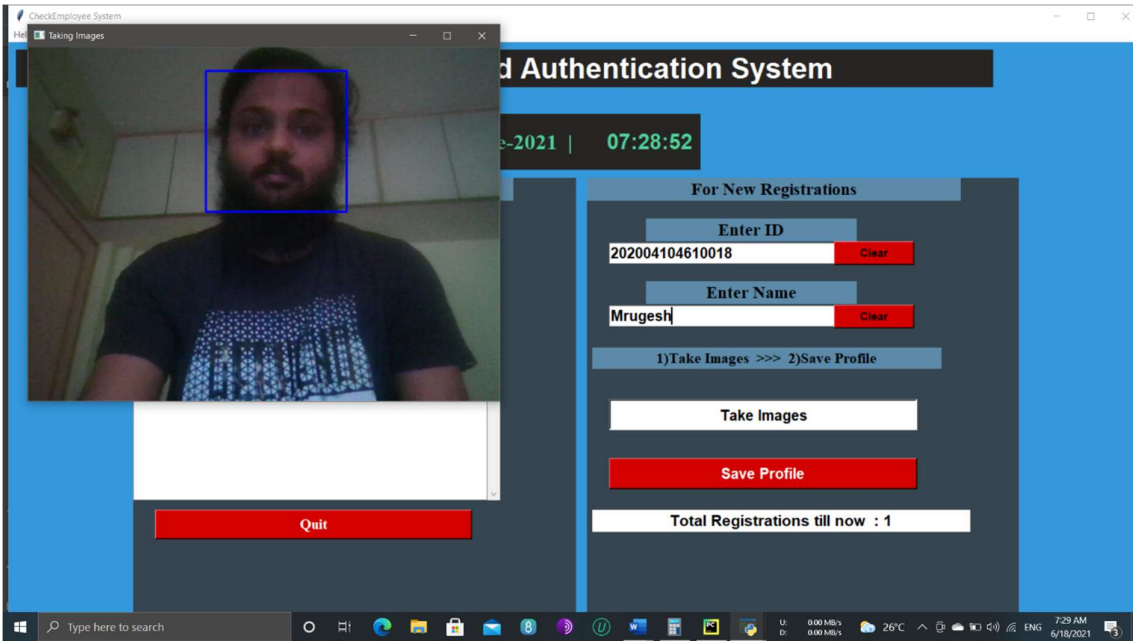 CheckEmployee System
Hel
Taking Images
d Authentication System
e-2021 |
07:28:52
For New Registrations
Enter ID
202004104610018
Clear
Enter Name
Mrugesh
Clear
1)Take Images >>> 2)Save Profile
Take Images
Save Profile
Quit
Total Registrations till now : 1
Type here to search
U: 0.00 MB/s
D: 0.00 MB/s
26°C
ENG
7:29 AM
6/18/2021
3